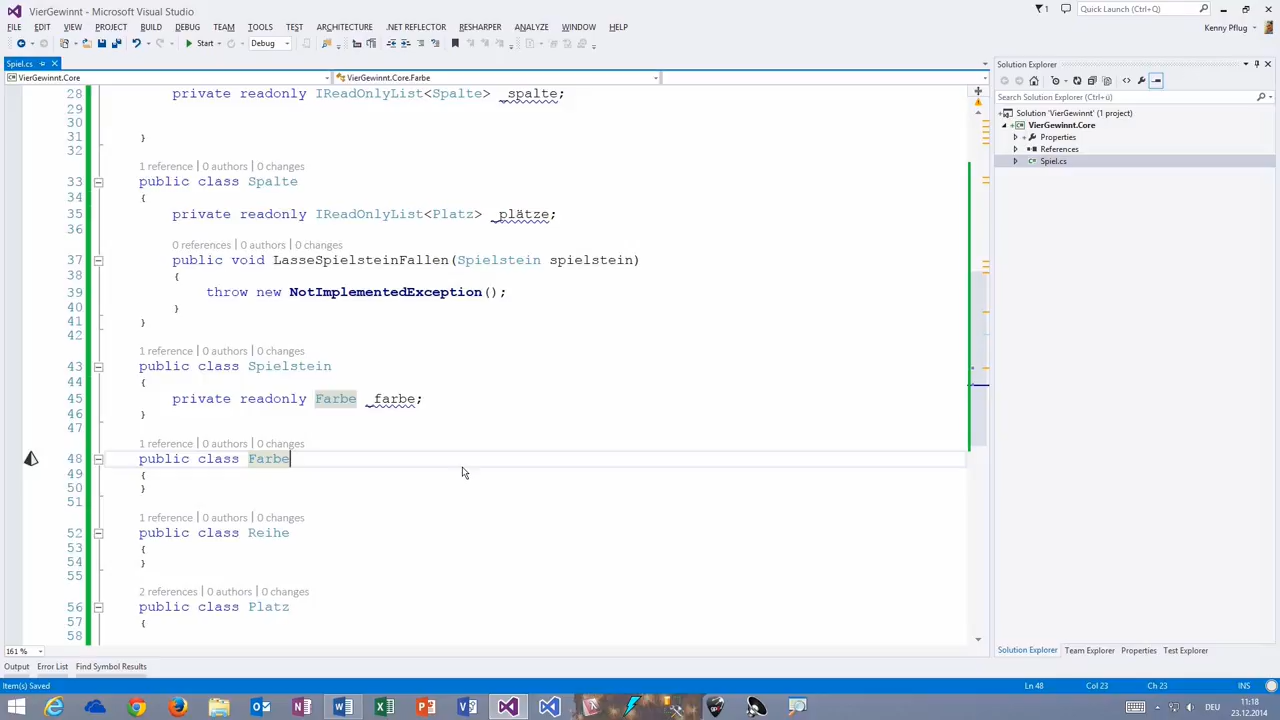 VierGewinnt - Microsoft Visual Studio
1
Quick Launch (Ctrl+Q)
FILE EDIT VIEW PROJECT BUILD DEBUG TEAM TOOLS TEST ARCHITECTURE .NET REFLECTOR RESHARPER ANALYZE WINDOW HELP
Kenny Pflug
Start Debug
Spiel.cs
VierGewinnt.Core
VierGewinnt.Core.Farbe
28 private readonly IReadOnlyList<Spalte> _spalte;
29
30
31 }
32
1 reference | 0 authors | 0 changes
33 public class Spalte
34 {
35 private readonly IReadOnlyList<Platz> _plätze;
36
0 references | 0 authors | 0 changes
37 public void LasseSpielsteinFallen(Spielstein spielstein)
38 {
39 throw new NotImplementedException();
40 }
41 }
42
1 reference | 0 authors | 0 changes
43 public class Spielstein
44 {
45 private readonly Farbe _farbe;
46 }
47
1 reference | 0 authors | 0 changes
48 public class Farbe
49 {
50 }
51
1 reference | 0 authors | 0 changes
52 public class Reihe
53 {
54 }
55
2 references | 0 authors | 0 changes
56 public class Platz
57 {
58
161 %
Solution Explorer
Search Solution Explorer (Ctrl+ü)
Solution 'VierGewinnt' (1 project)
VierGewinnt.Core
Properties
References
Spiel.cs
Solution Explorer Team Explorer Properties Test Explorer
Output Error List Find Symbol Results
Item(s) Saved
Ln 48 Col 23 Ch 23 INS
DEU
11:18
23.12.2014